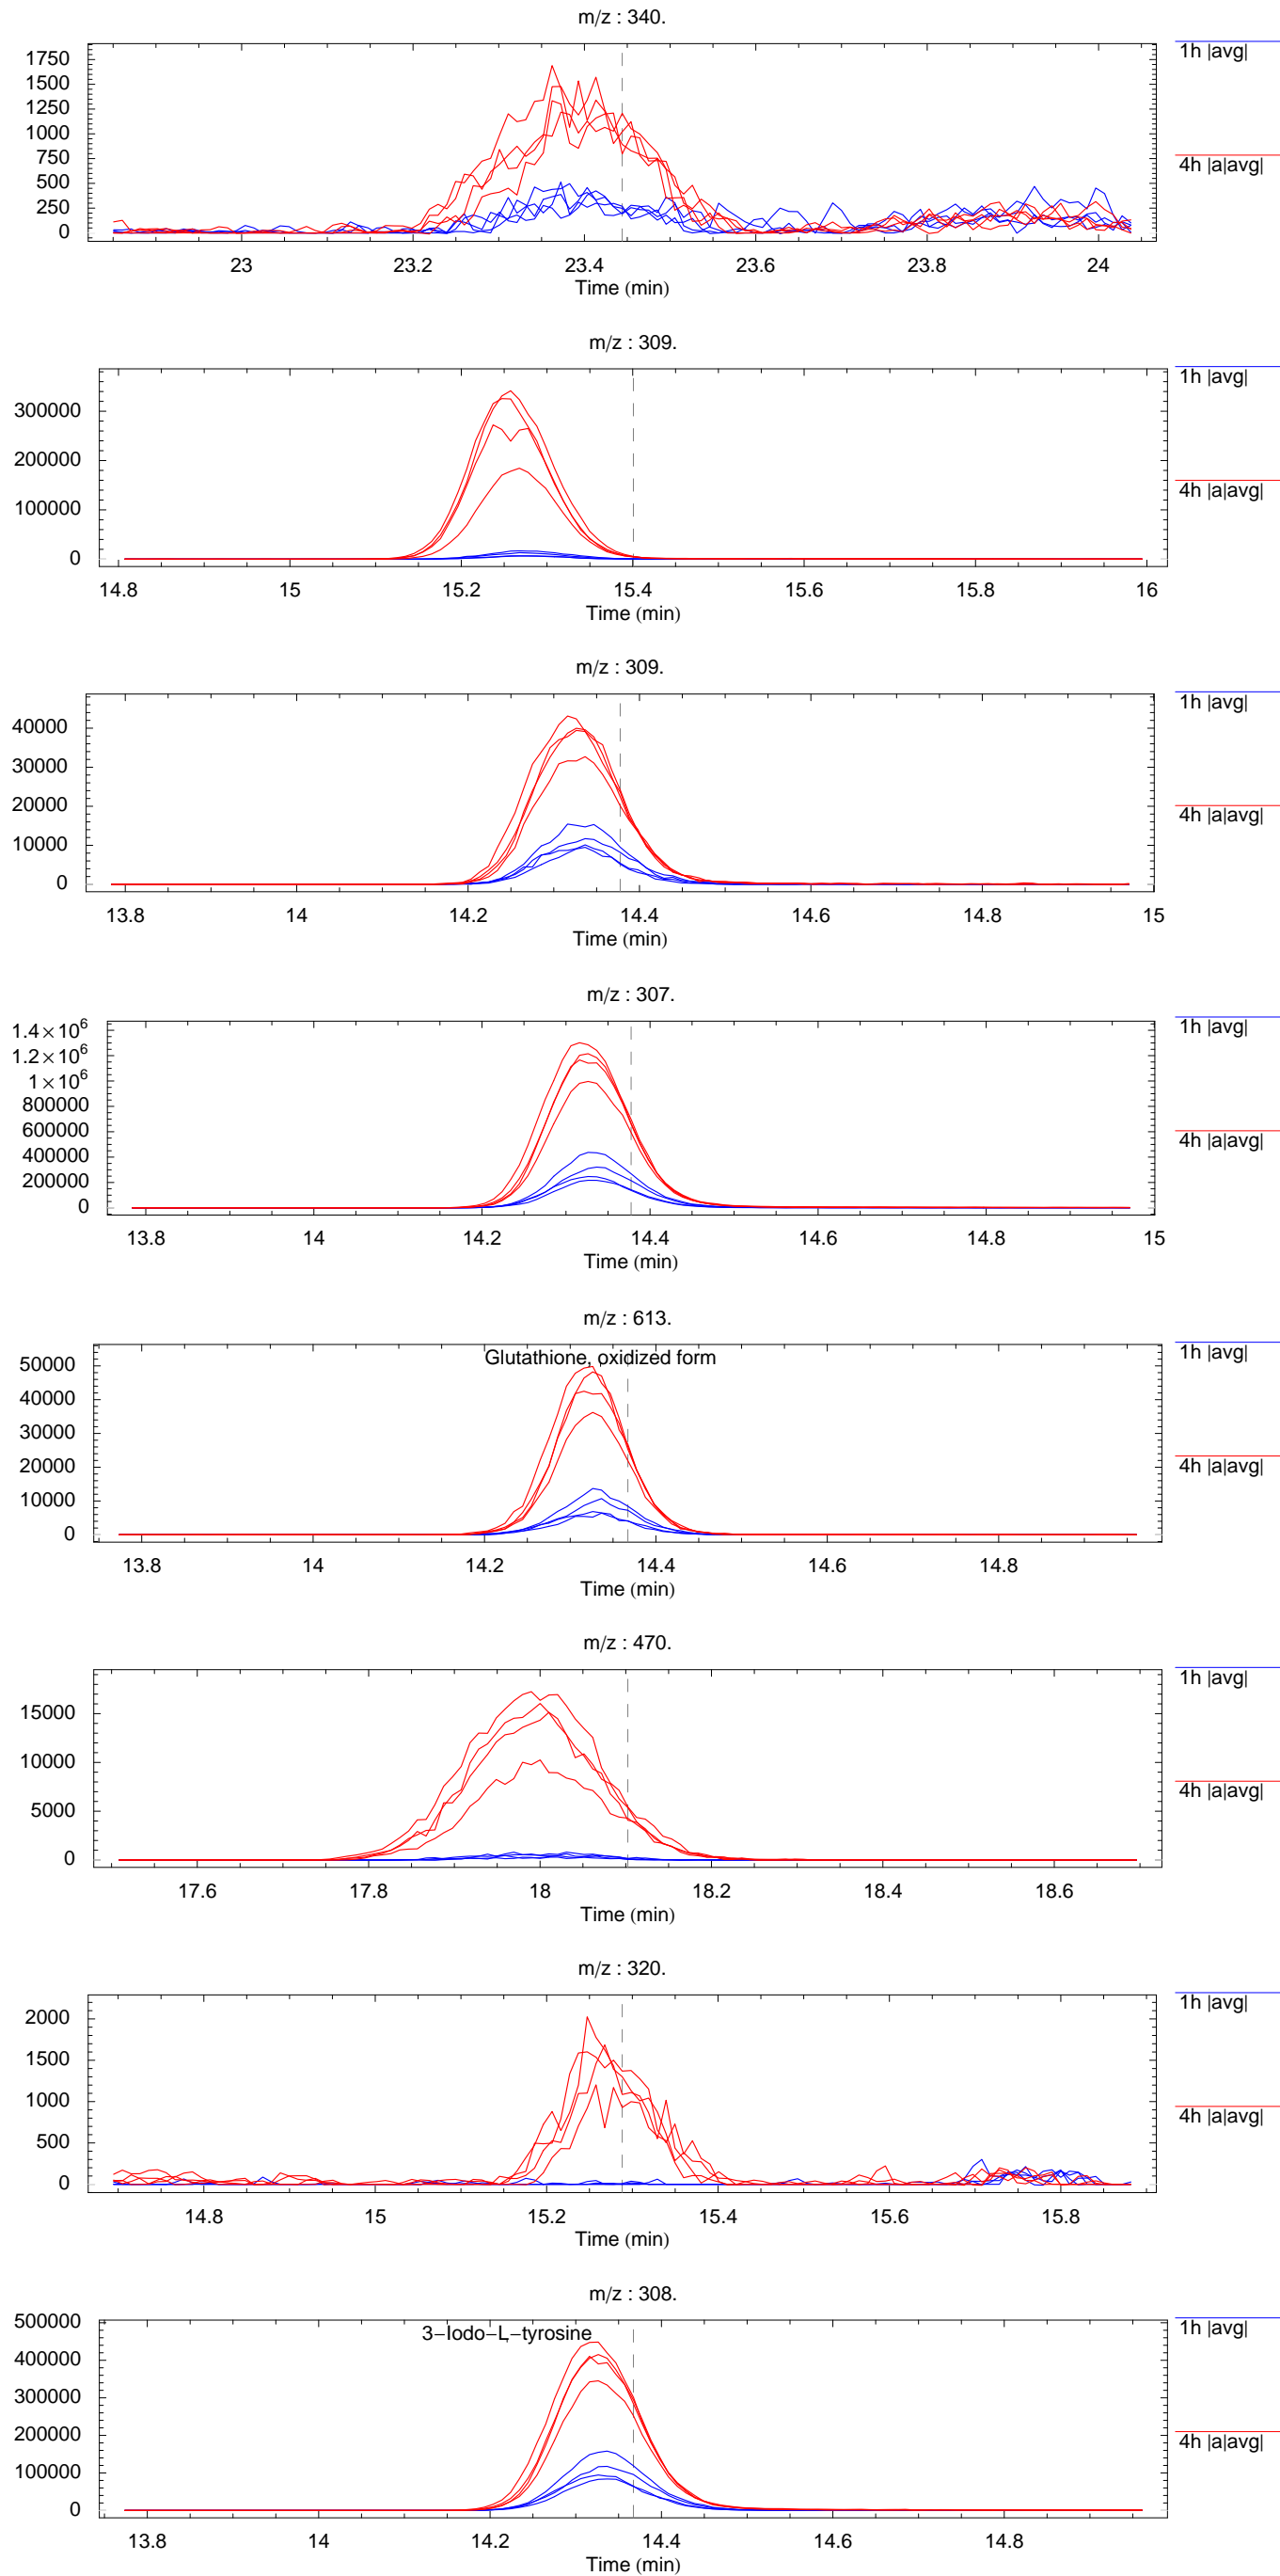 m/z : 340.
1750
1500
1250
1000
750
500
250
0
23 23.2 23.4 23.6 23.8 24
Time (min)
1h |avg|
4h |a|avg|
m/z : 309.
300000
200000
100000
0
14.8 15 15.2 15.4 15.6 15.8 16
Time (min)
1h |avg|
4h |a|avg|
m/z : 309.
40000
30000
20000
10000
0
13.8 14 14.2 14.4 14.6 14.8 15
Time (min)
1h |avg|
4h |a|avg|
m/z : 307.
1.4×10⁶
1.2×10⁶
1×10⁶
800000
600000
400000
200000
0
13.8 14 14.2 14.4 14.6 14.8 15
Time (min)
1h |avg|
4h |a|avg|
m/z : 613.
Glutathione, oxidized form
50000
40000
30000
20000
10000
0
13.8 14 14.2 14.4 14.6 14.8
Time (min)
1h |avg|
4h |a|avg|
m/z : 470.
15000
10000
5000
0
17.6 17.8 18 18.2 18.4 18.6
Time (min)
1h |avg|
4h |a|avg|
m/z : 320.
2000
1500
1000
500
0
14.8 15 15.2 15.4 15.6 15.8
Time (min)
1h |avg|
4h |a|avg|
m/z : 308.
3−Iodo−L−tyrosine
500000
400000
300000
200000
100000
0
13.8 14 14.2 14.4 14.6 14.8
Time (min)
1h |avg|
4h |a|avg|